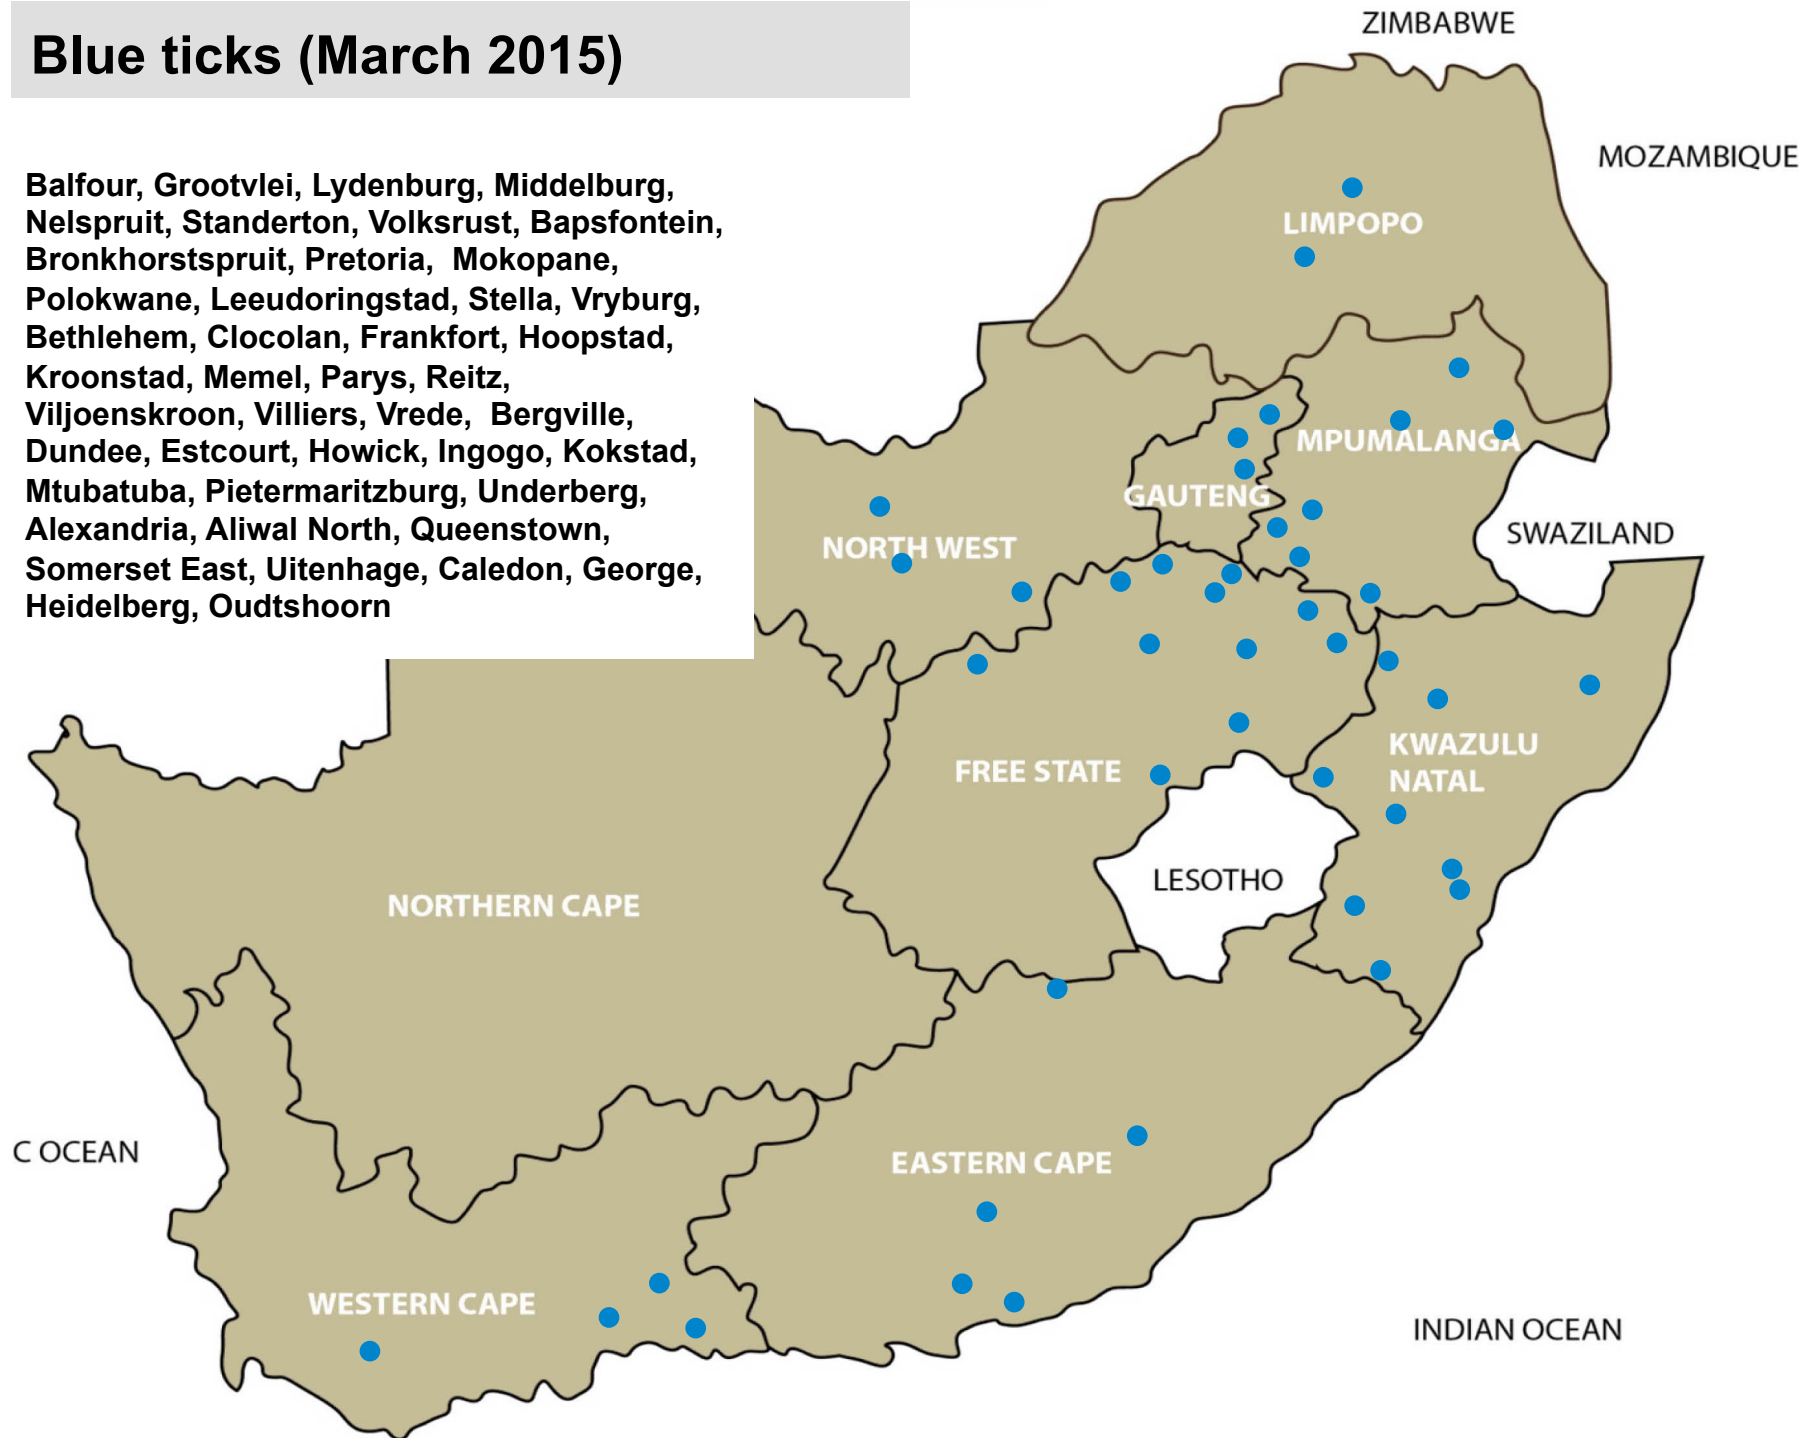 Blue ticks (March 2015)
Balfour, Grootvlei, Lydenburg, Middelburg,
Nelspruit, Standerton, Volksrust, Bapsfontein,
Bronkhorstspruit, Pretoria,  Mokopane,
Polokwane, Leeudoringstad, Stella, Vryburg,
Bethlehem, Clocolan, Frankfort, Hoopstad,
Kroonstad, Memel, Parys, Reitz,
Viljoenskroon, Villiers, Vrede,  Bergville,
Dundee, Estcourt, Howick, Ingogo, Kokstad,
Mtubatuba, Pietermaritzburg, Underberg,
Alexandria, Aliwal North, Queenstown,
Somerset East, Uitenhage, Caledon, George,
Heidelberg, Oudtshoorn
ZIMBABWE
MOZAMBIQUE
LIMPOPO
MPUMALANGA
GAUTENG
SWAZILAND
NORTH WEST
KWAZULU
NATAL
FREE STATE
LESOTHO
NORTHERN CAPE
C OCEAN
EASTERN CAPE
WESTERN CAPE
INDIAN OCEAN